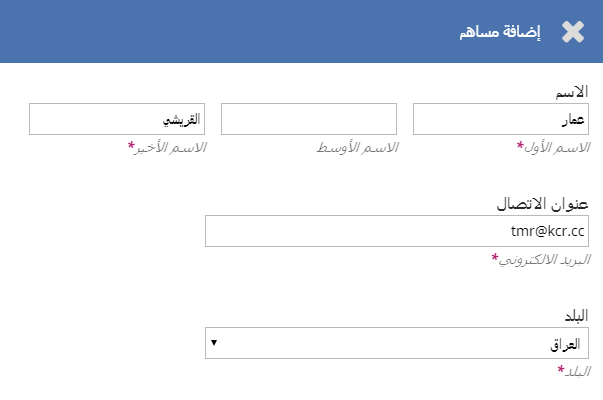 إضافة مساهم
الاسم
عمار القريشي
الاسم الأول* الاسم الأوسط الاسم الأخير*
عنوان الاتصال
tmr@kcr.cc
البريد الالكتروني*
البلد
العراق
البلد*